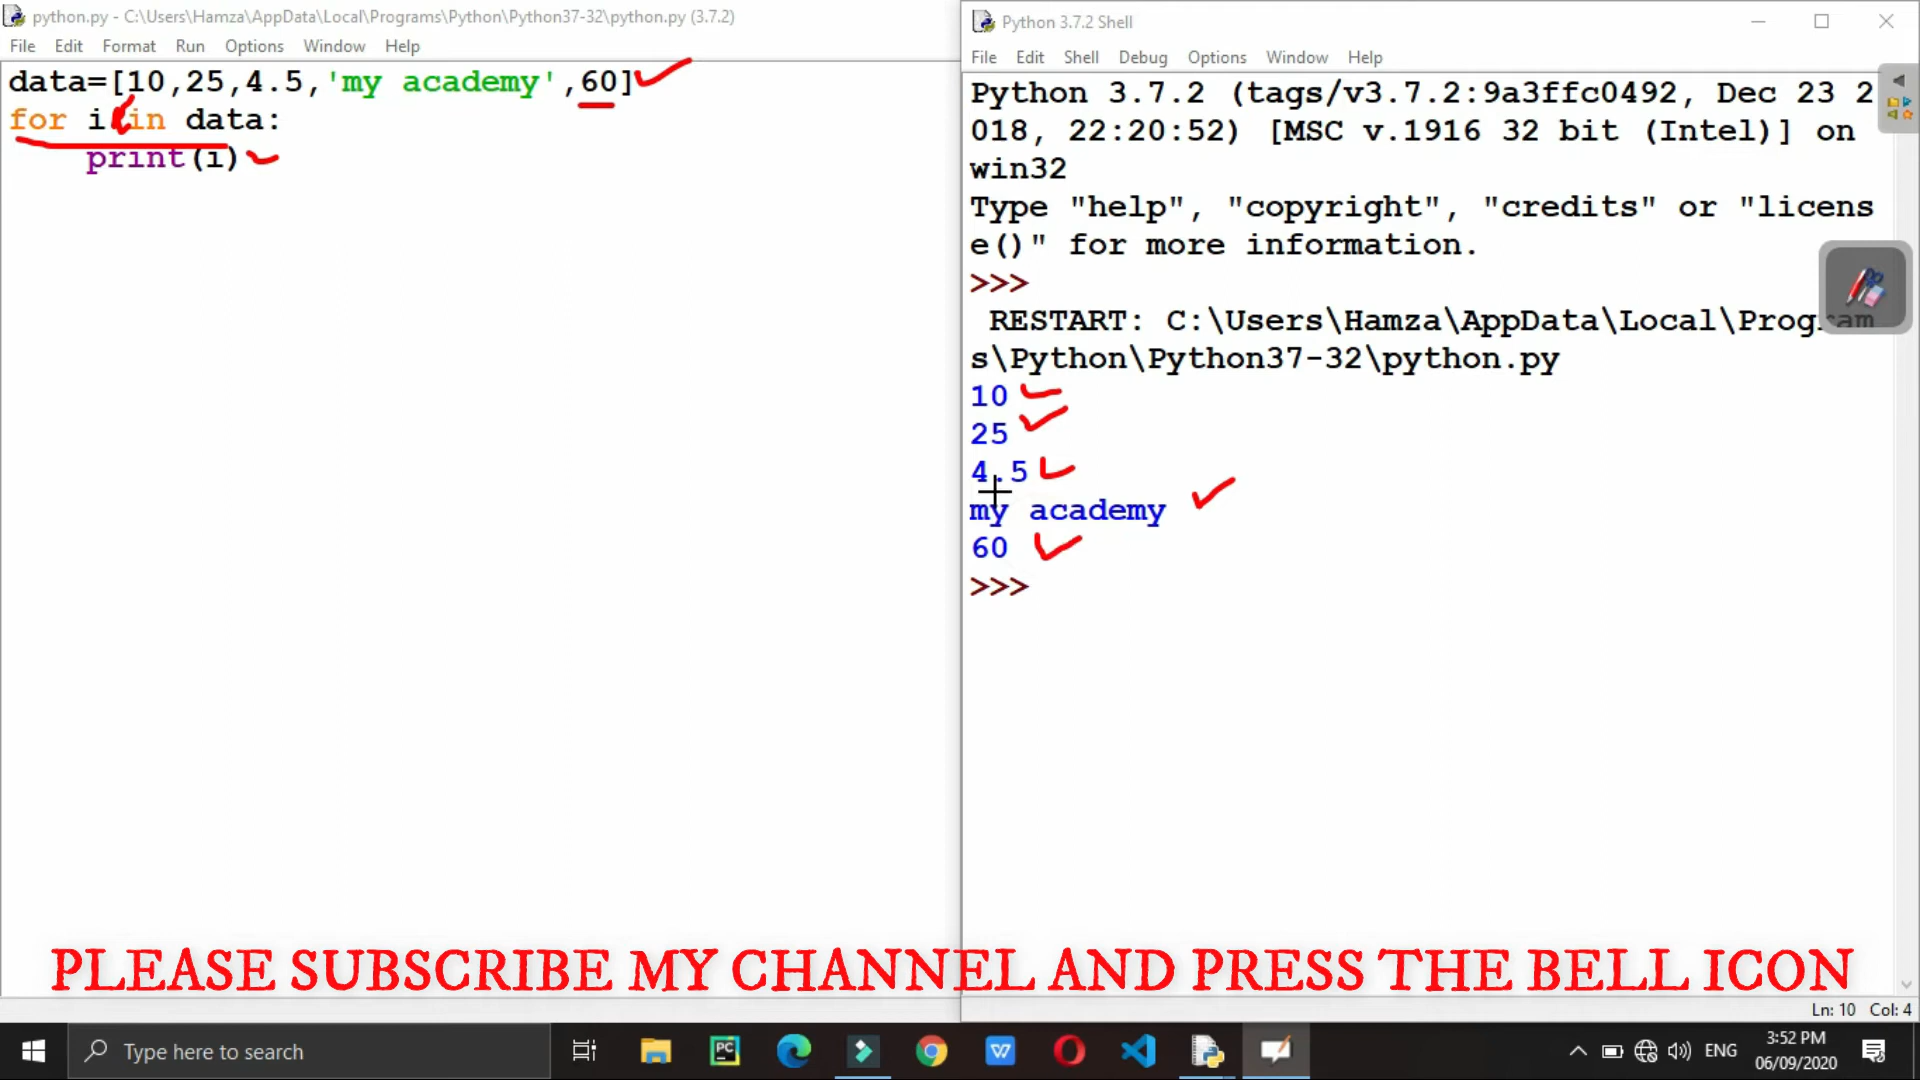 python.py - C:\Users\Hamza\AppData\Local\Programs\Python\Python37-32\python.py (3.7.2)
File Edit Format Run Options Window Help
data=[10,25,4.5,'my academy',60]
for i in data:
    print(i)
Python 3.7.2 Shell
File Edit Shell Debug Options Window Help
Python 3.7.2 (tags/v3.7.2:9a3ffc0492, Dec 23 2
018, 22:20:52) [MSC v.1916 32 bit (Intel)] on
win32
Type "help", "copyright", "credits" or "licens
e()" for more information.
>>>
 RESTART: C:\Users\Hamza\AppData\Local\Program
s\Python\Python37-32\python.py
10
25
4.5
my academy
60
>>>
PLEASE SUBSCRIBE MY CHANNEL AND PRESS THE BELL ICON
Ln: 10 Col: 4
Type here to search
PC
W
ENG
3:52 PM
06/09/2020